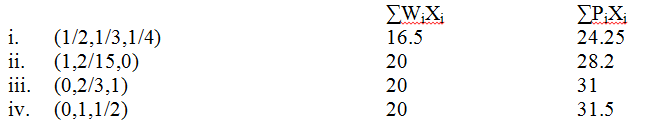 ∑WᵢXᵢ ∑PᵢXᵢ
i. (1/2,1/3,1/4) 16.5 24.25
ii. (1,2/15,0) 20 28.2
iii. (0,2/3,1) 20 31
iv. (0,1,1/2) 20 31.5